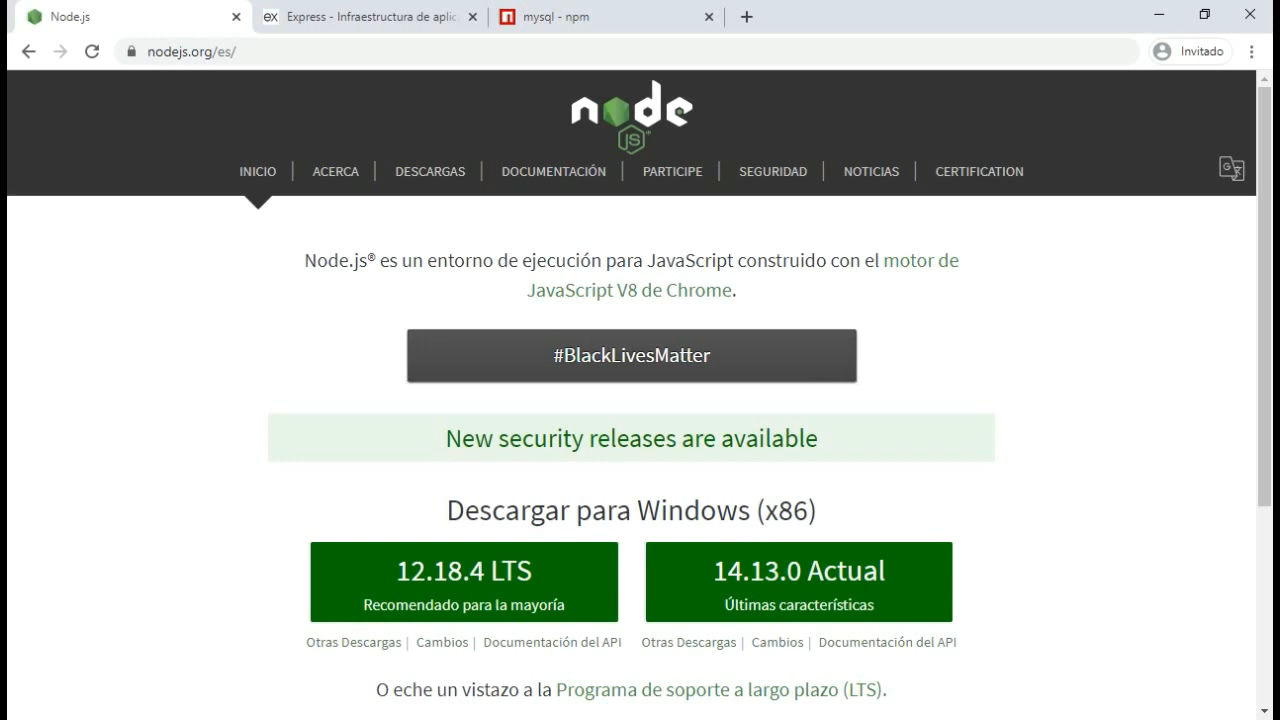 Node.js
Express - Infraestructura de aplic
mysql - npm
nodejs.org/es/
Invitado
node
JS
INICIO | ACERCA | DESCARGAS | DOCUMENTACIÓN | PARTICIPE | SEGURIDAD | NOTICIAS | CERTIFICATION
Node.js® es un entorno de ejecución para JavaScript construido con el motor de
JavaScript V8 de Chrome.
#BlackLivesMatter
New security releases are available
Descargar para Windows (x86)
12.18.4 LTS
Recomendado para la mayoría
14.13.0 Actual
Últimas características
Otras Descargas | Cambios | Documentación del API
Otras Descargas | Cambios | Documentación del API
O eche un vistazo a la Programa de soporte a largo plazo (LTS).